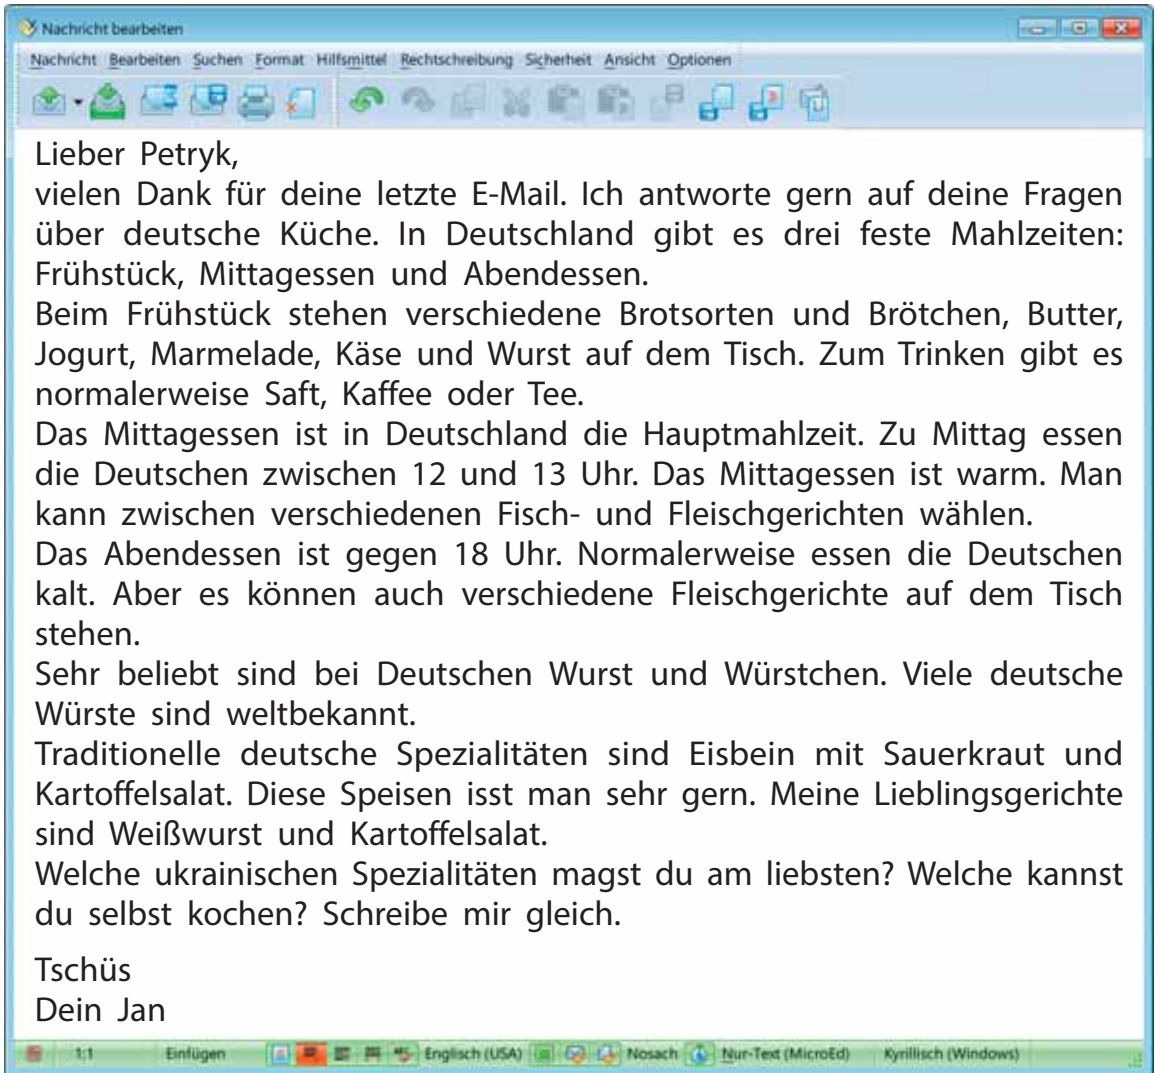 Nachricht bearbeiten
Nachricht Bearbeiten Suchen Format Hilfsmittel Rechtschreibung Sicherheit Ansicht Optionen
Lieber Petryk,
vielen Dank für deine letzte E-Mail. Ich antworte gern auf deine Fragen
über deutsche Küche. In Deutschland gibt es drei feste Mahlzeiten:
Frühstück, Mittagessen und Abendessen.
Beim Frühstück stehen verschiedene Brotsorten und Brötchen, Butter,
Jogurt, Marmelade, Käse und Wurst auf dem Tisch. Zum Trinken gibt es
normalerweise Saft, Kaffee oder Tee.
Das Mittagessen ist in Deutschland die Hauptmahlzeit. Zu Mittag essen
die Deutschen zwischen 12 und 13 Uhr. Das Mittagessen ist warm. Man
kann zwischen verschiedenen Fisch- und Fleischgerichten wählen.
Das Abendessen ist gegen 18 Uhr. Normalerweise essen die Deutschen
kalt. Aber es können auch verschiedene Fleischgerichte auf dem Tisch
stehen.
Sehr beliebt sind bei Deutschen Wurst und Würstchen. Viele deutsche
Würste sind weltbekannt.
Traditionelle deutsche Spezialitäten sind Eisbein mit Sauerkraut und
Kartoffelsalat. Diese Speisen isst man sehr gern. Meine Lieblingsgerichte
sind Weißwurst und Kartoffelsalat.
Welche ukrainischen Spezialitäten magst du am liebsten? Welche kannst
du selbst kochen? Schreibe mir gleich.
Tschüs
Dein Jan
1:1 Einfügen Englisch (USA) Nosach Nur-Text (MicroEd) Kyrillisch (Windows)